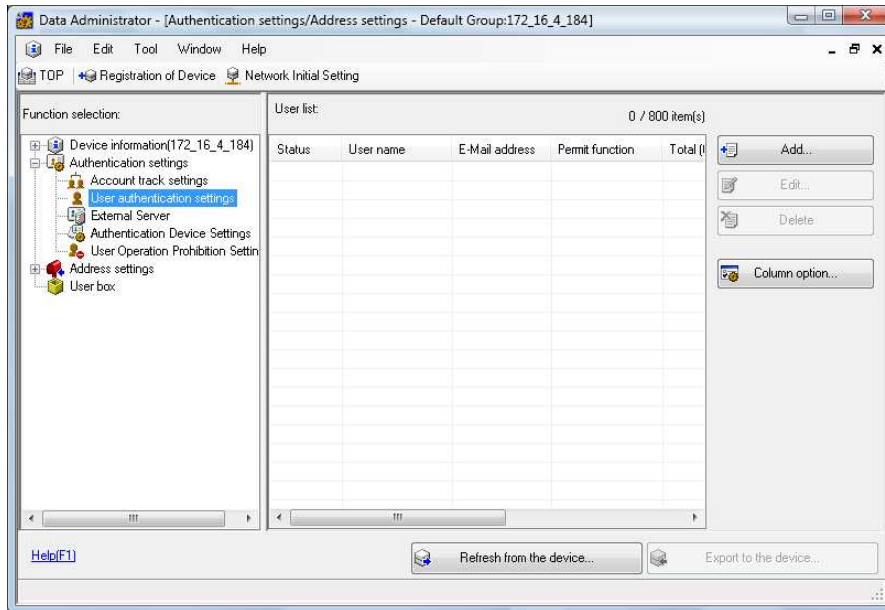 Data Administrator - [Authentication settings/Address settings - Default Group:172_16_4_184]
File Edit Tool Window Help
TOP Registration of Device Network Initial Setting
Function selection:
Device information(172_16_4_184)
Authentication settings
Account track settings
User authentication settings
External Server
Authentication Device Settings
User Operation Prohibition Settin
Address settings
User box
User list:
0 / 800 item(s)
Status User name E-Mail address Permit function Total (
Add...
Edit...
Delete
Column option...
Help(F1)
Refresh from the device...
Export to the device...